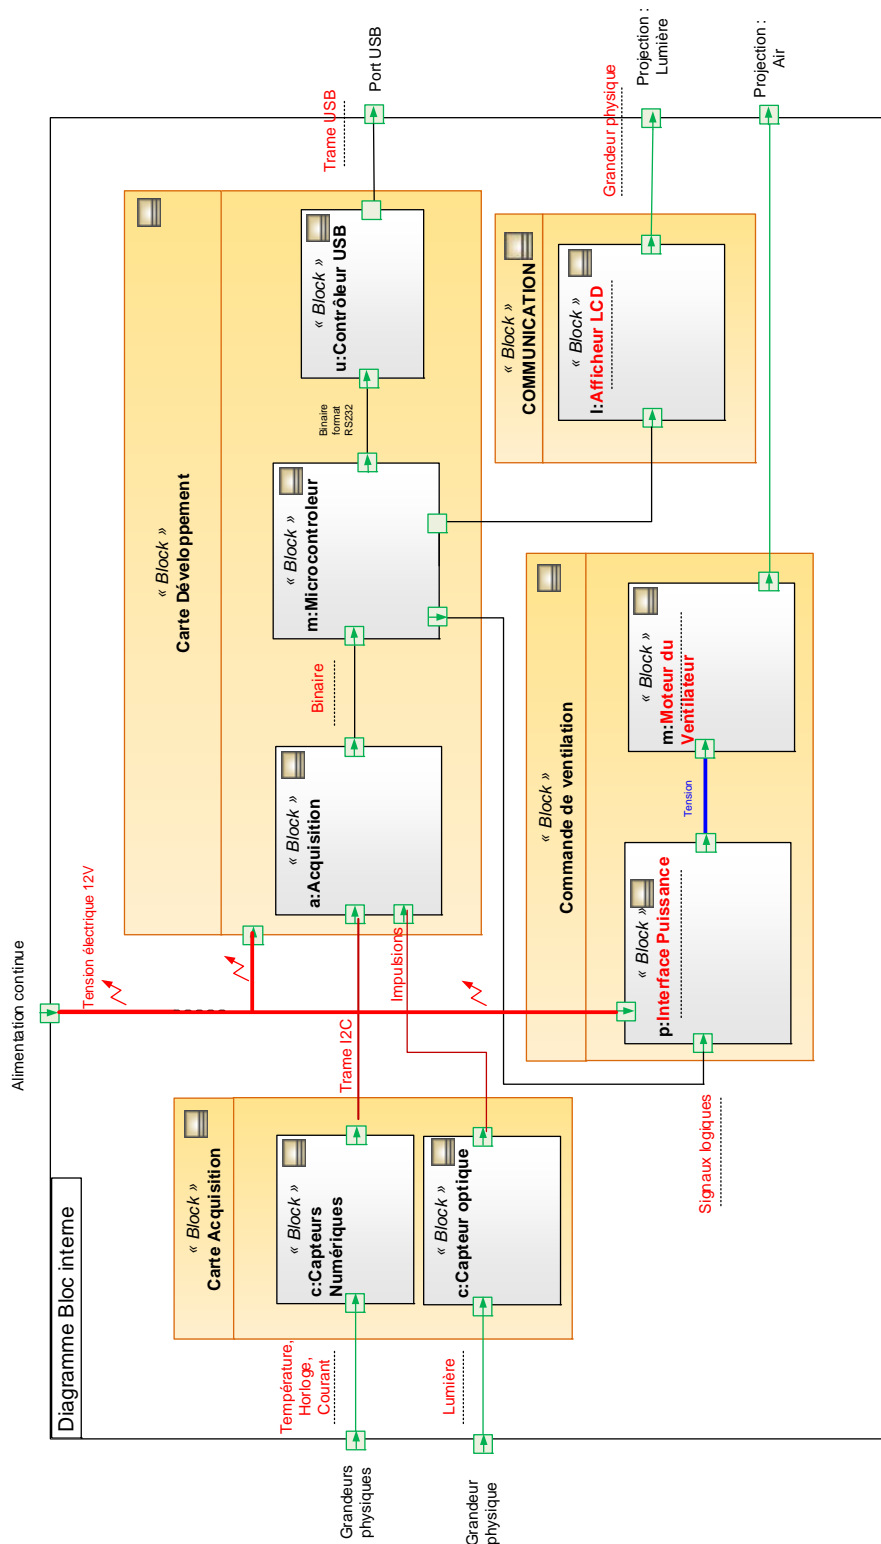 Diagramme Bloc interne
Alimentation continue
Tension électrique 12V
Grandeurs
physiques
Température,
Horloge,
Courant
Grandeur
physique
Lumière
« Block »
Carte Acquisition
« Block »
c:Capteurs
Numériques
« Block »
c:Capteur optique
Trame I2C
Impulsions
« Block »
Carte Développement
« Block »
a:Acquisition
Binaire
« Block »
m:Microcontroleur
Binaire
format
RS232
« Block »
u:Contrôleur USB
Trame USB
Port USB
« Block »
COMMUNICATION
« Block »
l:Afficheur LCD
Grandeur physique
Projection :
Lumière
« Block »
Commande de ventilation
Signaux logiques
« Block »
p:Interface Puissance
Tension
« Block »
m:Moteur du
Ventilateur
Projection :
Air